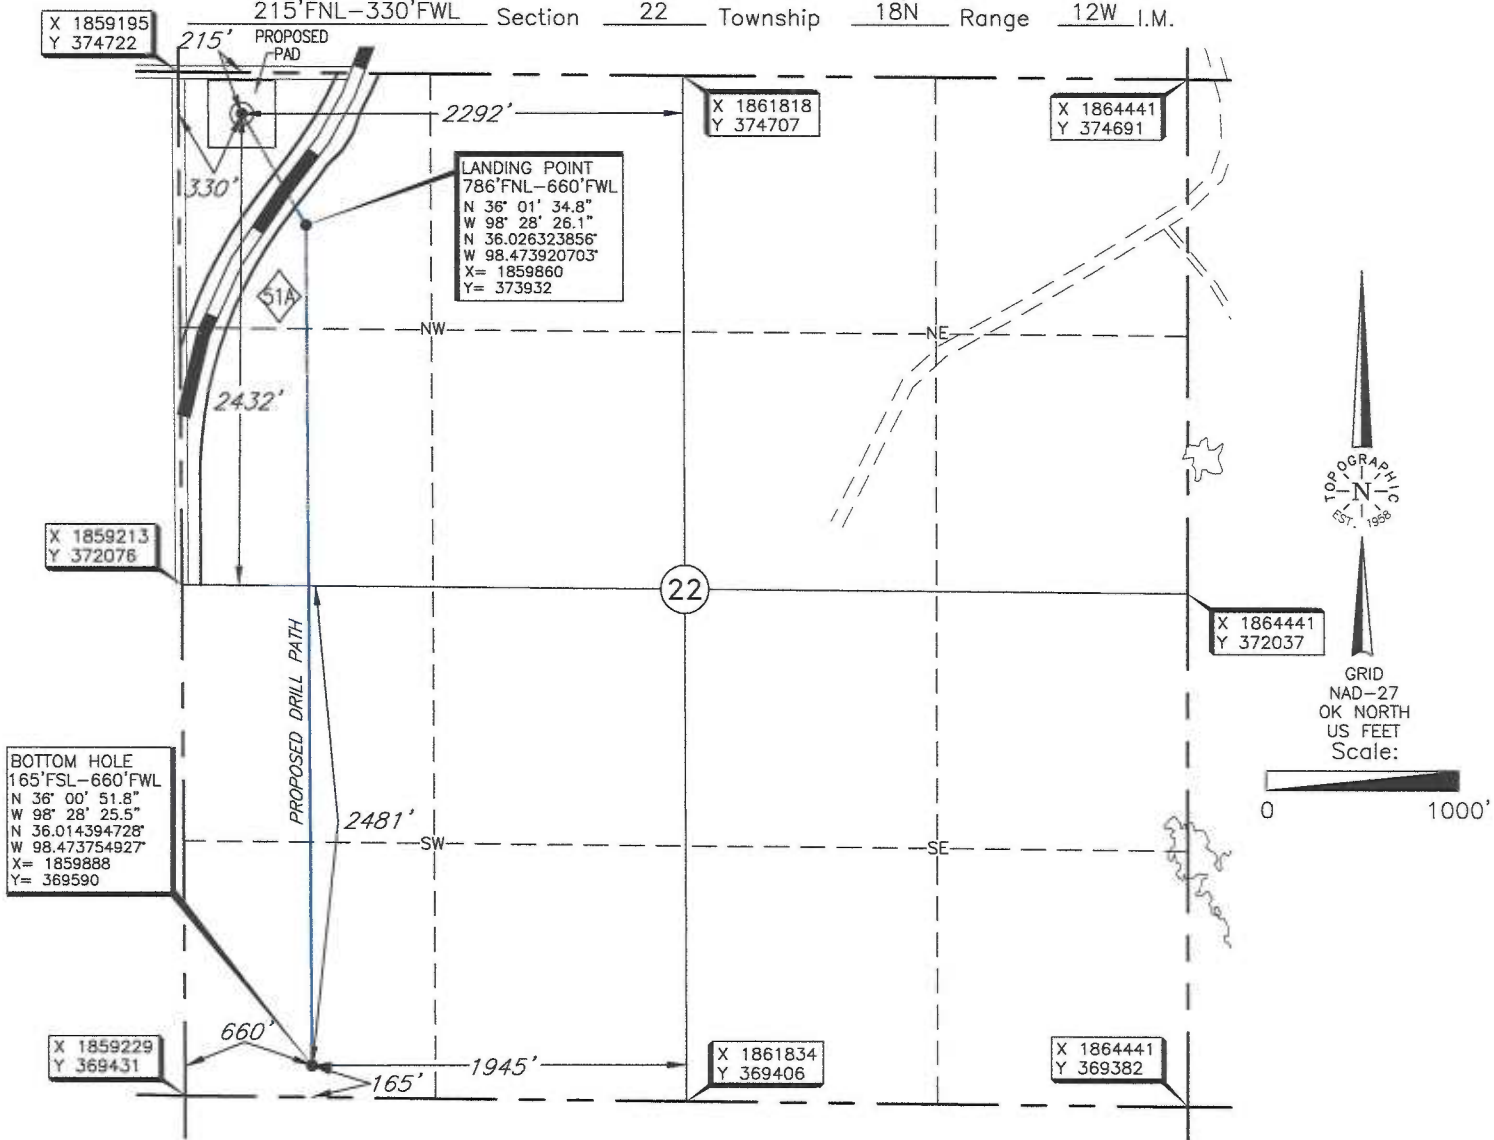 215'FNL-330'FWL Section 22 Township 18N Range 12W I.M.
X 1859195
Y 374722
215'
PROPOSED
PAD
2292'
X 1861818
Y 374707
X 1864441
Y 374691
330'
LANDING POINT
786'FNL-660'FWL
N 36° 01' 34.8"
W 98° 28' 26.1"
N 36.026323856°
W 98.473920703°
X= 1859860
Y= 373932
51A
NW
NE
2432'
TOPOGRAPHIC
N
EST. 1958
X 1859213
Y 372076
22
X 1864441
Y 372037
GRID
NAD-27
OK NORTH
US FEET
Scale:
0 1000'
PROPOSED DRILL PATH
BOTTOM HOLE
165'FSL-660'FWL
N 36° 00' 51.8"
W 98° 28' 25.5"
N 36.014394728°
W 98.473754927°
X= 1859888
Y= 369590
2481'
SW
SE
660'
X 1859229
Y 369431
1945'
165'
X 1861834
Y 369406
X 1864441
Y 369382